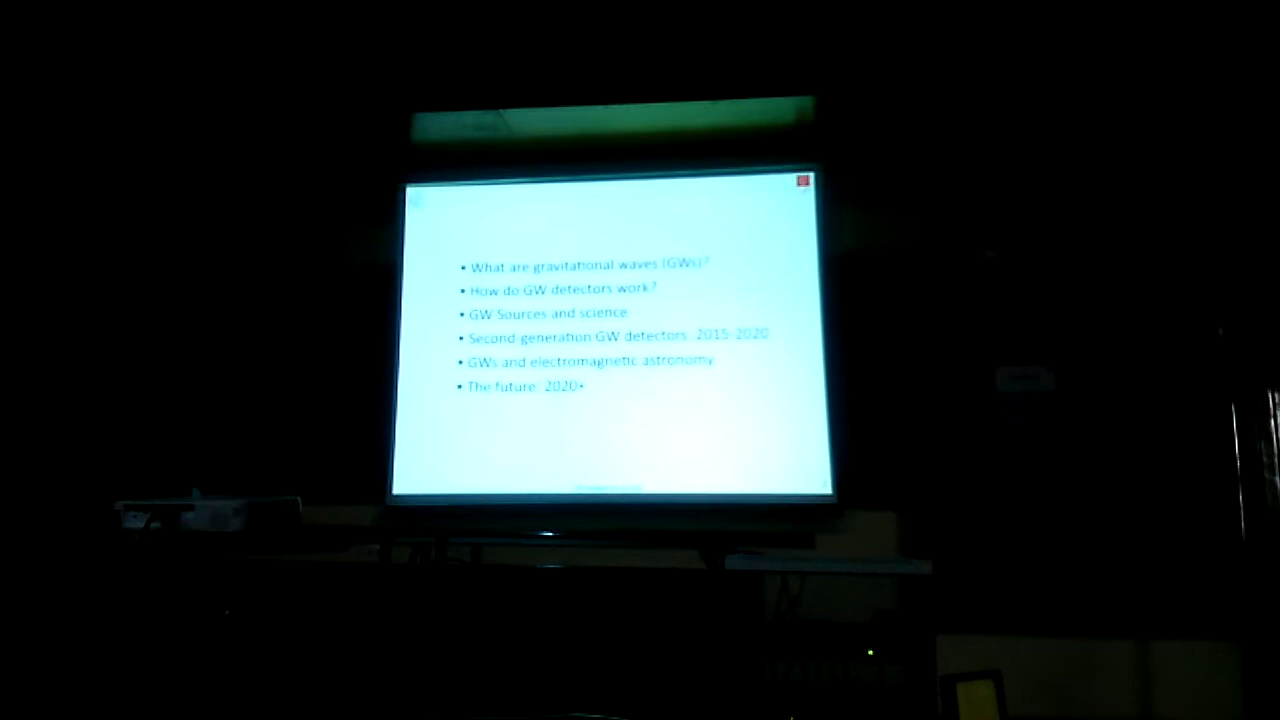 • What are gravitational waves (GWs)?
• How do GW detectors work?
• GW Sources and science
• Second generation GW detectors: 2015-2020
• GWs and electromagnetic astronomy
• The future: 2020+